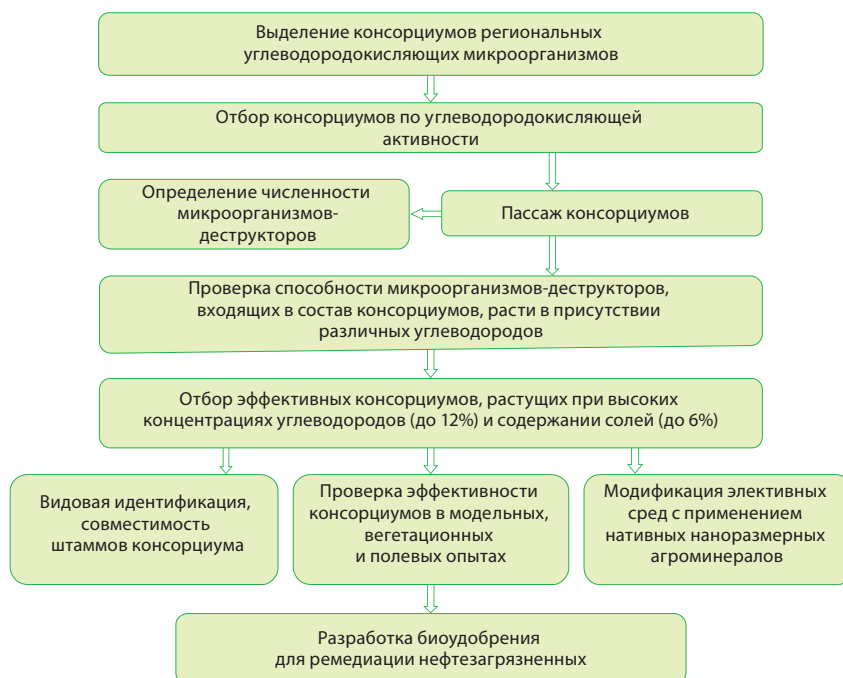 Выделение консорциумов региональных
углеводородокисляющих микроорганизмов
Отбор консорциумов по углеводородокисляющей
активности
Определение численности
микроорганизмов-
деструкторов
Пассаж консорциумов
Проверка способности микроорганизмов-деструкторов,
входящих в состав консорциумов, расти в присутствии
различных углеводородов
Отбор эффективных консорциумов, растущих при высоких
концентрациях углеводородов (до 12%) и содержании солей (до 6%)
Видовая идентификация,
совместимость
штаммов консорциума
Проверка эффективности
консорциумов в модельных,
вегетационных
и полевых опытах
Модификация элективных
сред с применением
нативных наноразмерных
агроминералов
Разработка биоудобрения
для ремедиации нефтезагрязненных